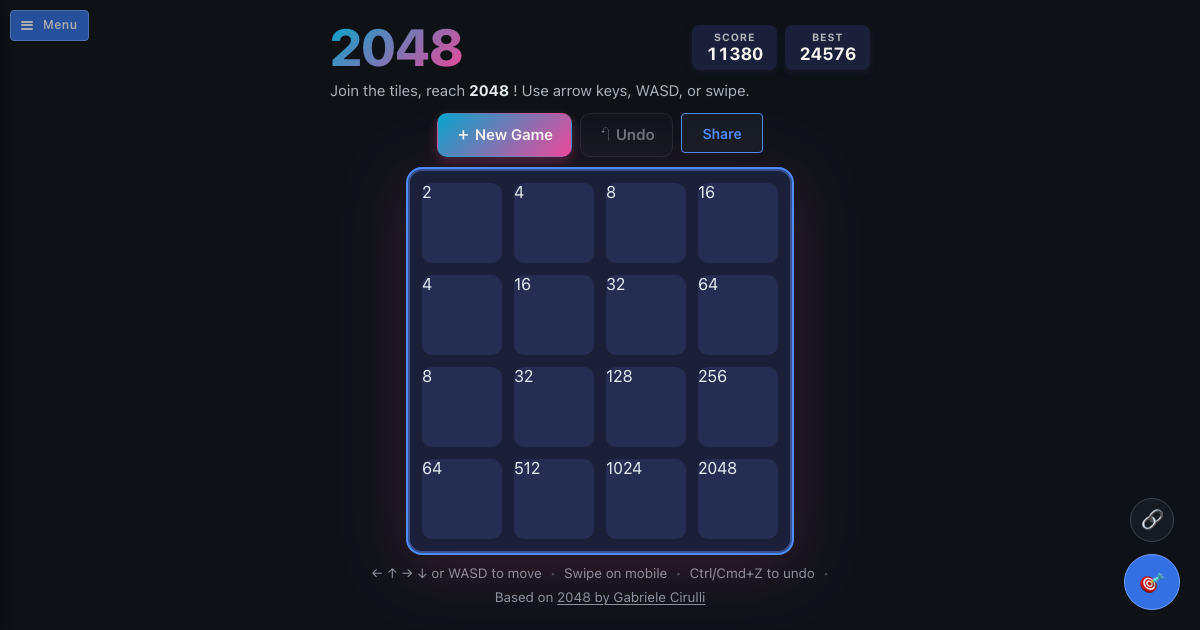 Menu
2048
SCORE
11380
BEST
24576
Join the tiles, reach 2048 ! Use arrow keys, WASD, or swipe.
+ New Game
↶ Undo
Share
2 4 8 16
4 16 32 64
8 32 128 256
64 512 1024 2048
← ↑ → ↓ or WASD to move · Swipe on mobile · Ctrl/Cmd+Z to undo ·
Based on 2048 by Gabriele Cirulli